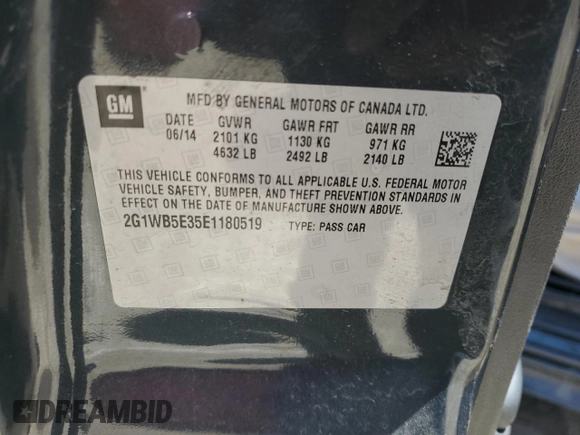 GM
MFD BY GENERAL MOTORS OF CANADA LTD.
DATE GVWR GAWR FRT GAWR RR
06/14 2101 KG 1130 KG 971 KG
4632 LB 2492 LB 2140 LB
THIS VEHICLE CONFORMS TO ALL APPLICABLE U.S. FEDERAL MOTOR
VEHICLE SAFETY, BUMPER, AND THEFT PREVENTION STANDARDS IN
EFFECT ON THE DATE OF MANUFACTURE SHOWN ABOVE.
2G1WB5E35E1180519 TYPE: PASS CAR
DREAMBID